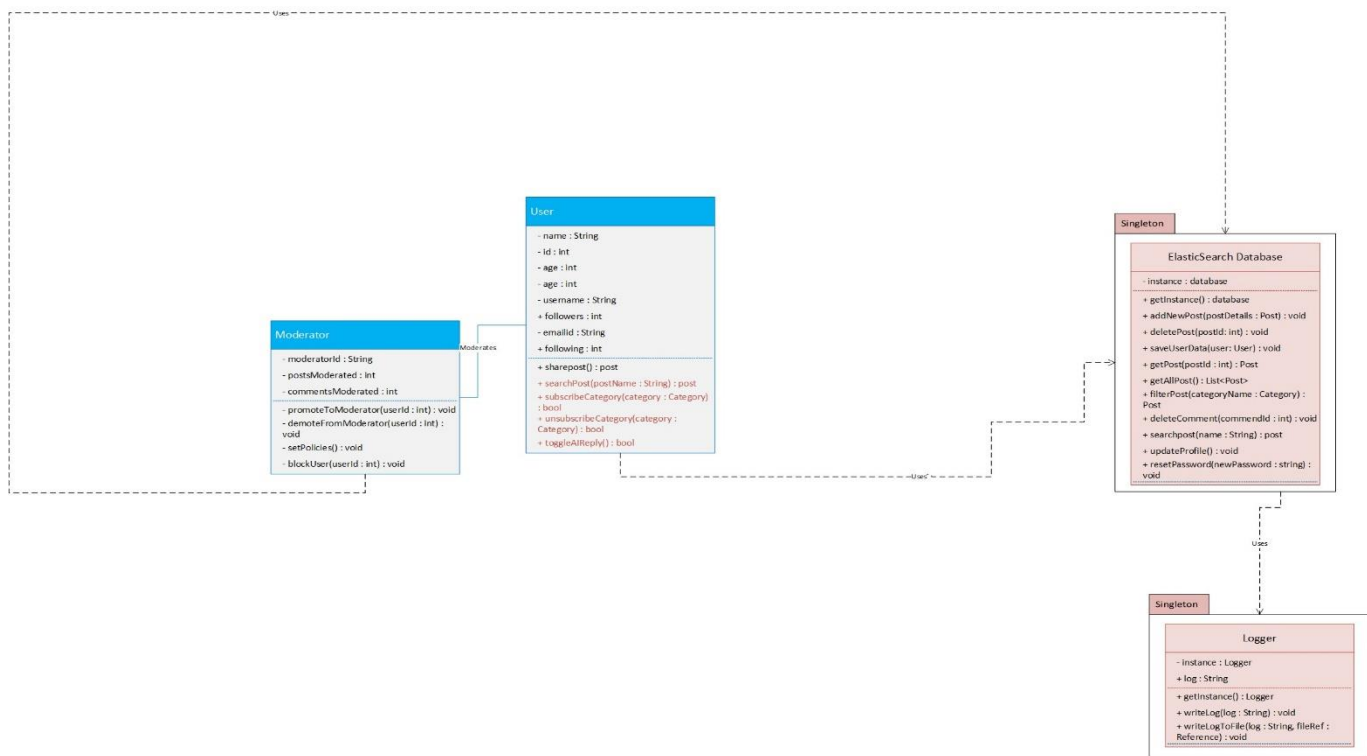 Uses
User
- name : String
- id : int
- age : int
- age : int
- username : String
+ followers : int
- emailid : String
+ following : int
+ sharepost() : post
+ searchPost(postName : String) : post
+ subscribeCategory(category : Category)
: bool
+ unsubscribeCategory(category :
Category) : bool
+ toggleAIReply() : bool
Moderator
- moderatorId : String
- postsModerated : int
- commentsModerated : int
- promoteToModerator(userId : int) : void
- demoteFromModerator(userId : int) :
void
- setPolicies() : void
- blockUser(userId : int) : void
Moderates
Uses
Singleton
ElasticSearch Database
- instance : database
+ getInstance() : database
+ addNewPost(postDetails : Post) : void
+ deletePost(postId: int) : void
+ saveUserData(user: User) : void
+ getPost(postId : int) : Post
+ getAllPost() : List<Post>
+ filterPost(categoryName : Category) :
Post
+ deleteComment(commendId : int) : void
+ searchpost(name : String) : post
+ updateProfile() : void
+ resetPassword(newPassword : string) :
void
Uses
Singleton
Logger
- instance : Logger
+ log : String
+ getInstance() : Logger
+ writeLog(log : String) : void
+ writeLogToFile(log : String, fileRef :
Reference) : void